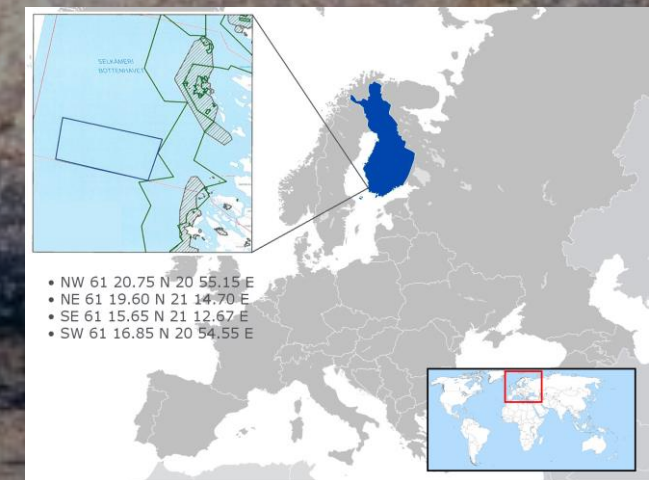 SELKÄMERI
BOTTENHAVET
• NW 61 20.75 N 20 55.15 E
• NE 61 19.60 N 21 14.70 E
• SE 61 15.65 N 21 12.67 E
• SW 61 16.85 N 20 54.55 E